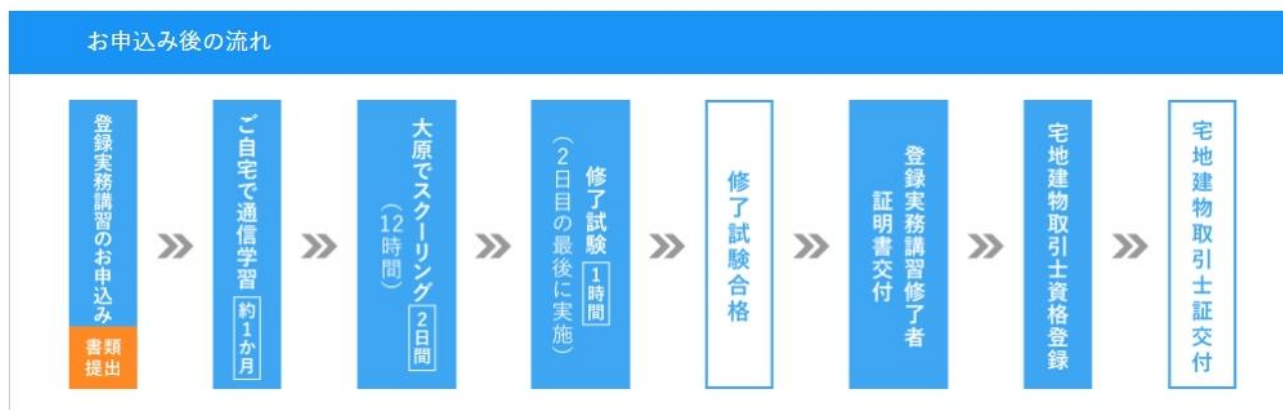 お申込み後の流れ
登録実務講習のお申込み
書類
提出
ご自宅で通信学習 約1か月
大原でスクーリング 2日間
（12時間）
修了試験 1時間
（2日目の最後に実施）
修了試験合格
登録実務講習修了者
証明書交付
宅地建物取引士資格登録
宅地建物取引士証交付